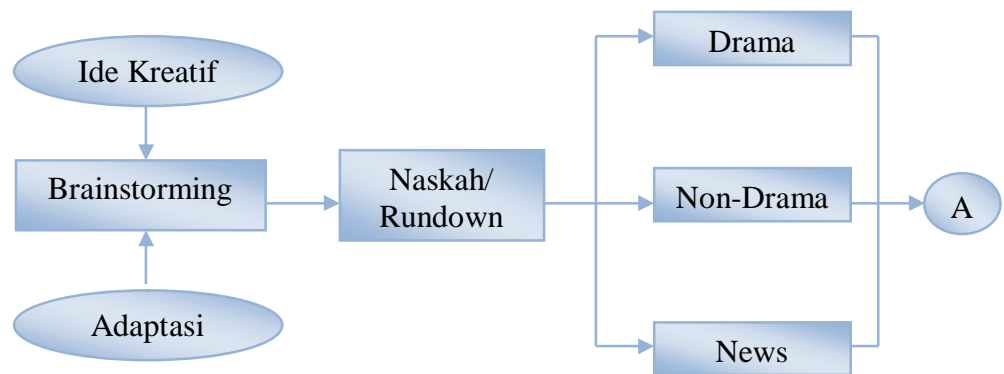 Ide Kreatif
Brainstorming
Adaptasi
Naskah/
Rundown
Drama
Non-Drama
News
A